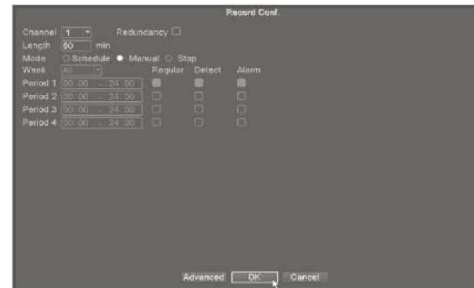 Record Conf.
Channel 1 Redundancy
Length 60 min
Mode Schedule Manual Stop
Week All Regular Detect Alarm
Period 1 00:00 - 24:00
Period 2 00:00 - 24:00
Period 3 00:00 - 24:00
Period 4 00:00 - 24:00
Advanced OK Cancel